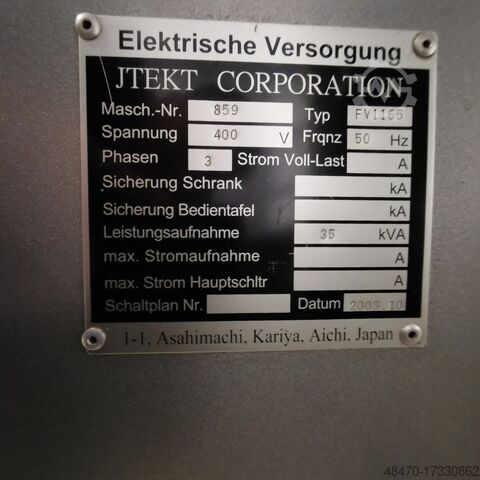 Elektrische Versorgung
JTEKT CORPORATION
Masch.-Nr. 859 Typ FV1165
Spannung 400 V Frqnz 50 Hz
Phasen 3 Strom Voll-Last A
Sicherung Schrank kA
Sicherung Bedientafel kA
Leistungsaufnahme 35 kVA
max. Stromaufnahme A
max. Strom Hauptschltr A
Schaltplan Nr. Datum 2003.10
1-1, Asahimachi, Kariya, Aichi, Japan
48470-17330862